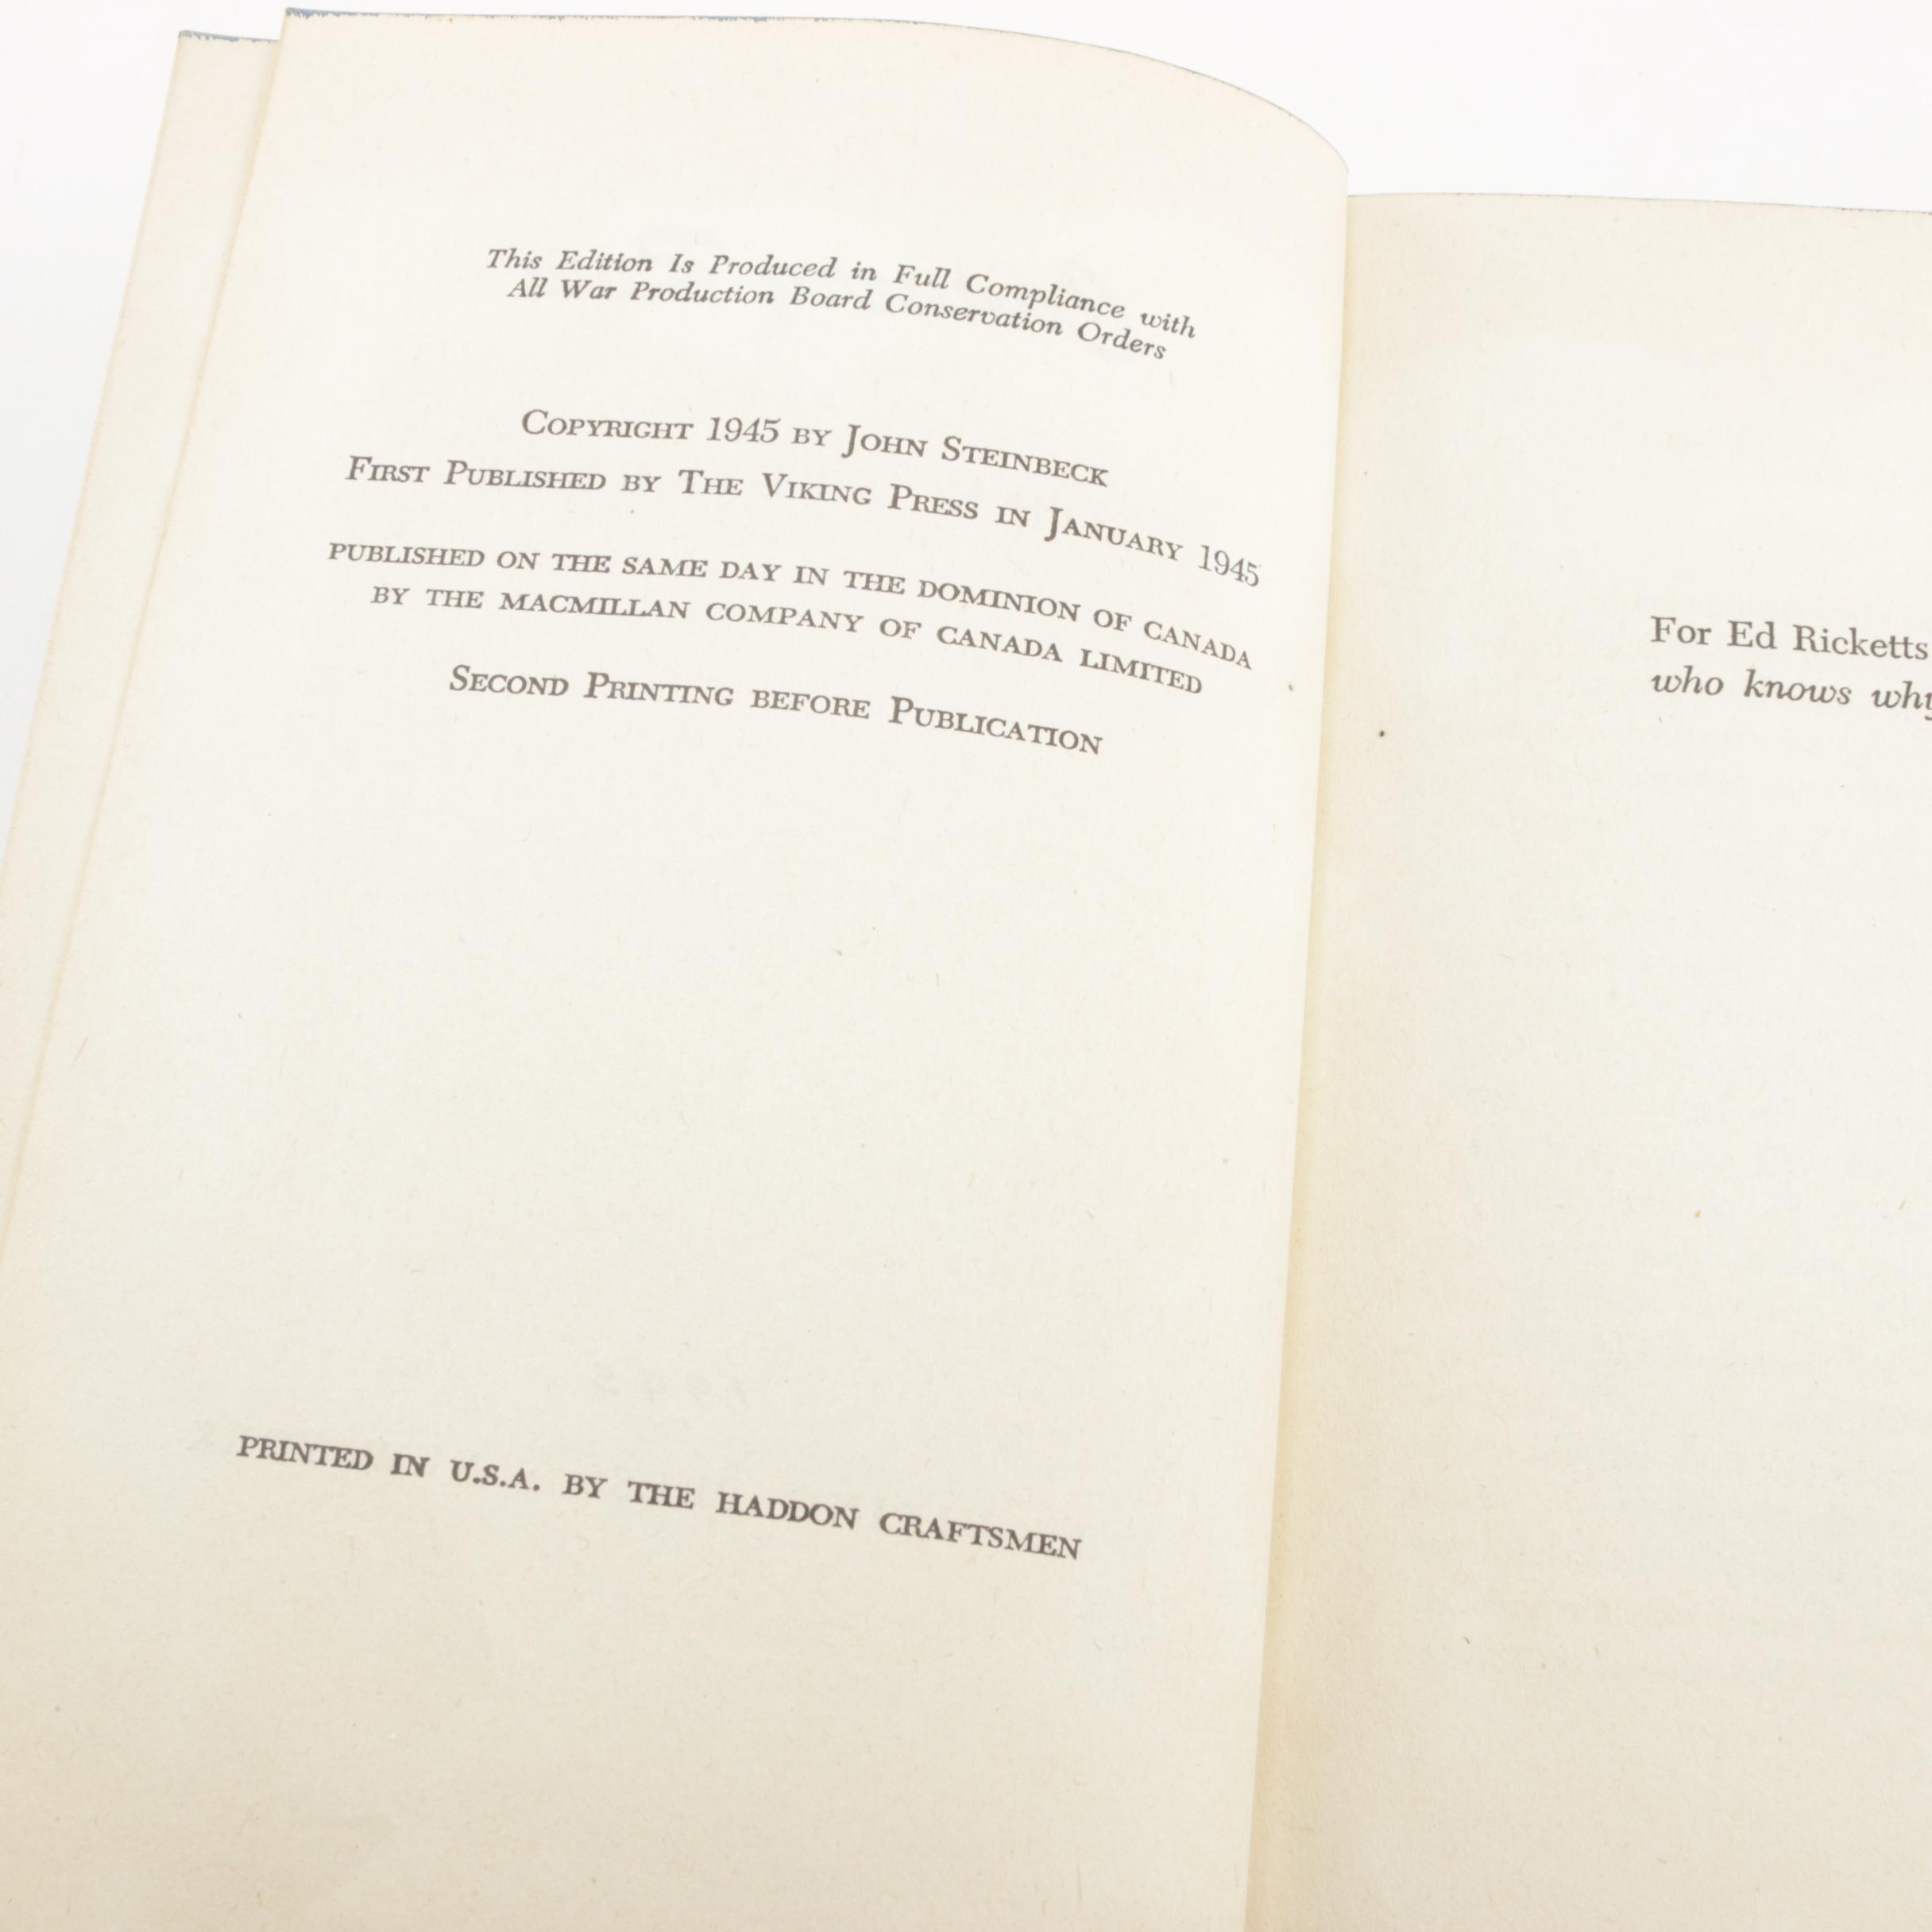 This Edition Is Produced in Full Compliance with
All War Production Board Conservation Orders
Copyright 1945 by John Steinbeck
First Published by The Viking Press in January 1945
PUBLISHED ON THE SAME DAY IN THE DOMINION OF CANADA
BY THE MACMILLAN COMPANY OF CANADA LIMITED
Second Printing before Publication
PRINTED IN U.S.A. BY THE HADDON CRAFTSMEN
For Ed Ricketts
who knows why